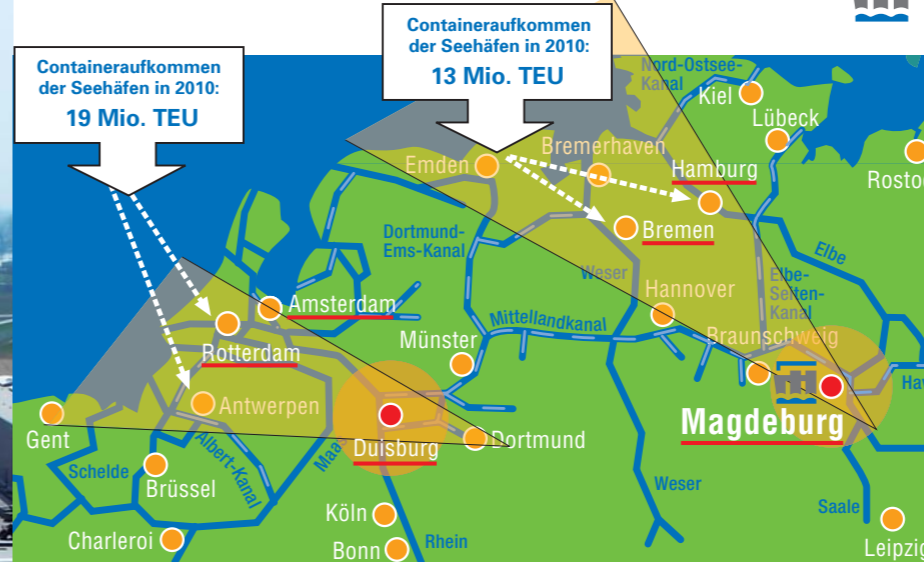 Containeraufkommen
der Seehäfen in 2010:
13 Mio. TEU
Containeraufkommen
der Seehäfen in 2010:
19 Mio. TEU
Nord-Ostsee-
Kanal
Kiel
Lübeck
Bremerhaven
Emden
Hamburg
Rostoc
Bremen
Dortmund-
Ems-Kanal
Elbe
Weser
Elbe-
Seiten-
Kanal
Hannover
Amsterdam
Mittellandkanal
Braunschweig
Münster
Rotterdam
Hav
Antwerpen
Magdeburg
Gent
Duisburg
Dortmund
Maas
Albert-Kanal
Schelde
Brüssel
Weser
Saale
Köln
Charleroi
Bonn
Rhein
Leipzig